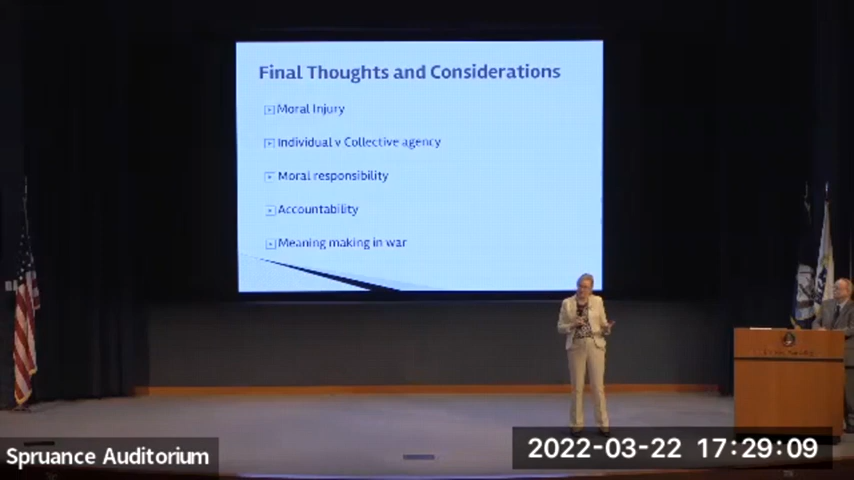 Final Thoughts and Considerations
Moral Injury
Individual v Collective agency
Moral responsibility
Accountability
Meaning making in war
Spruance Auditorium
2022-03-22 17:29:09